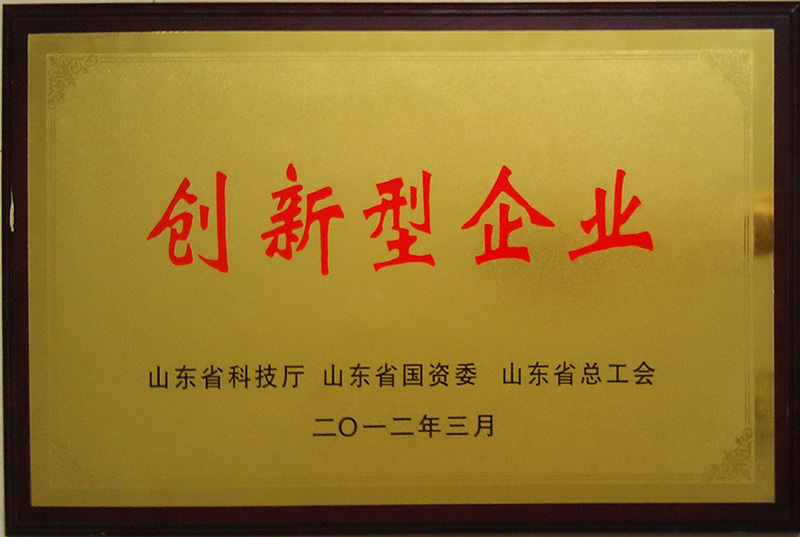 创新型企业
山东省科技厅 山东省国资委 山东省总工会
二〇一二年三月